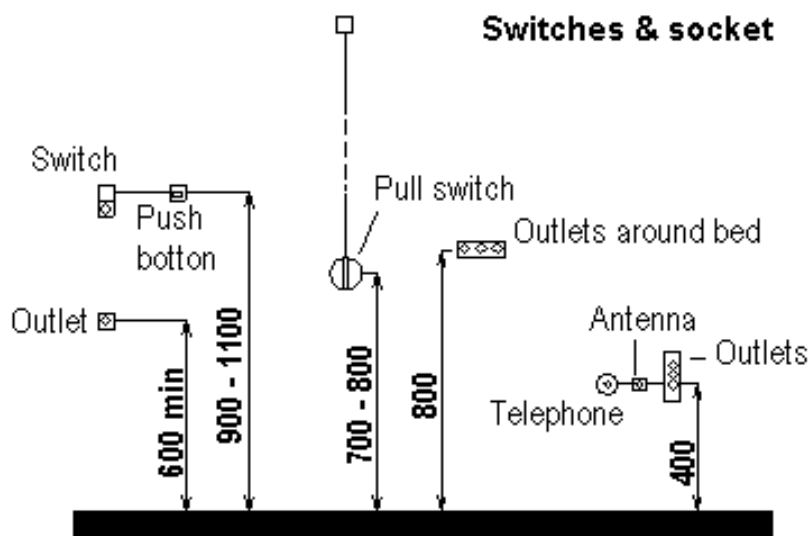 Switches & socket
Switch
Push
botton
Pull switch
Outlets around bed
Outlet
Antenna
Outlets
Telephone
600 min
900 - 1100
700 - 800
800
400